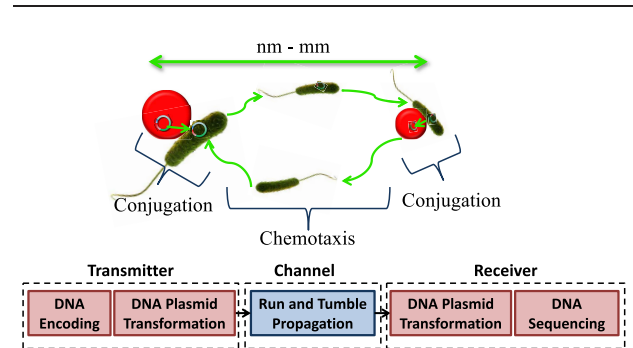 nm - mm
Conjugation
Conjugation
Chemotaxis
Transmitter
Channel
Receiver
DNA
Encoding
DNA Plasmid
Transformation
Run and Tumble
Propagation
DNA Plasmid
Transformation
DNA
Sequencing